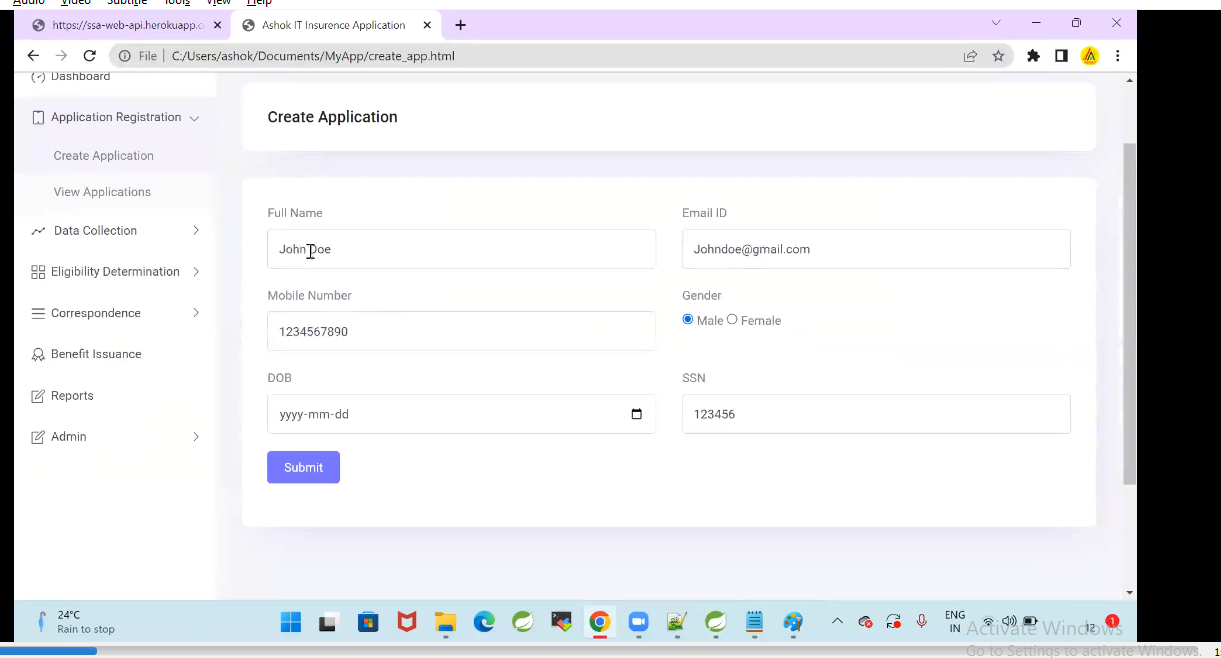 Audio Video Subtitle Tools View Help
https://ssa-web-api.herokuapp.c
Ashok IT Insurence Application
File
C:/Users/ashok/Documents/MyApp/create_app.html
Dashboard
Application Registration
Create Application
View Applications
Data Collection
Eligibility Determination
Correspondence
Benefit Issuance
Reports
Admin
Create Application
Full Name
Email ID
John Doe
Johndoe@gmail.com
Mobile Number
Gender
1234567890
Male Female
DOB
SSN
yyyy-mm-dd
123456
Submit
24°C
Rain to stop
ENG
IN
12
1
Activate Windows
Go to Settings to activate Windows.